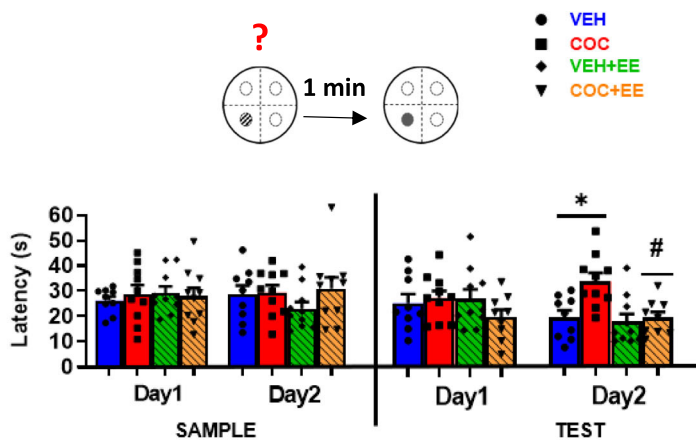 ?
1 min
VEH
COC
VEH+EE
COC+EE
Latency (s)
60
50
40
30
20
10
0
*
#
Day1
Day2
Day1
Day2
SAMPLE
TEST